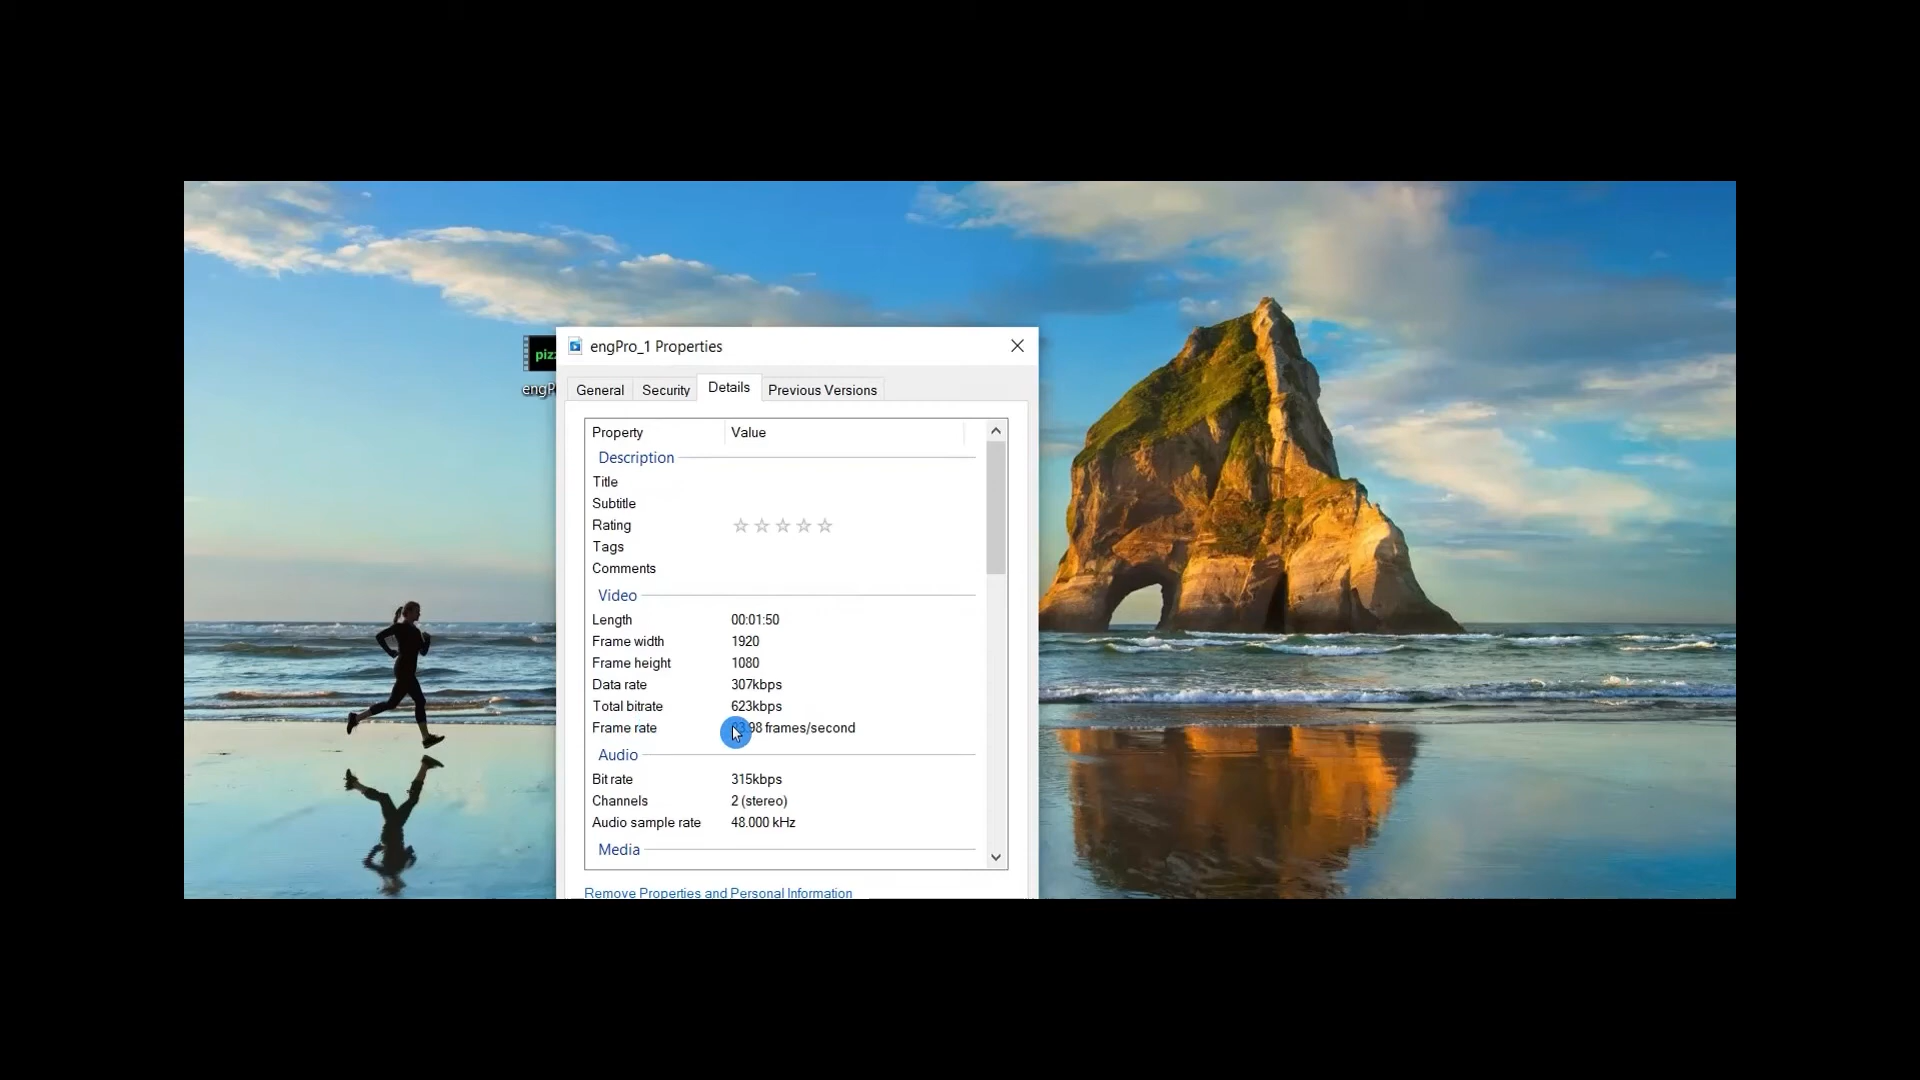 piz
engP
engPro_1 Properties
General Security Details Previous Versions
Property Value
Description
Title
Subtitle
Rating
Tags
Comments
Video
Length 00:01:50
Frame width 1920
Frame height 1080
Data rate 307kbps
Total bitrate 623kbps
Frame rate 23.98 frames/second
Audio
Bit rate 315kbps
Channels 2 (stereo)
Audio sample rate 48.000 kHz
Media
Remove Properties and Personal Information